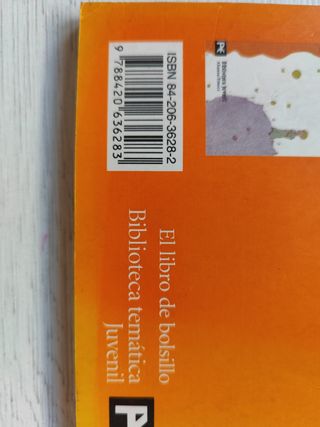 ISBN 84-206-3628-2
9 788420 636283
El libro de bolsillo
Biblioteca temática
Juvenil